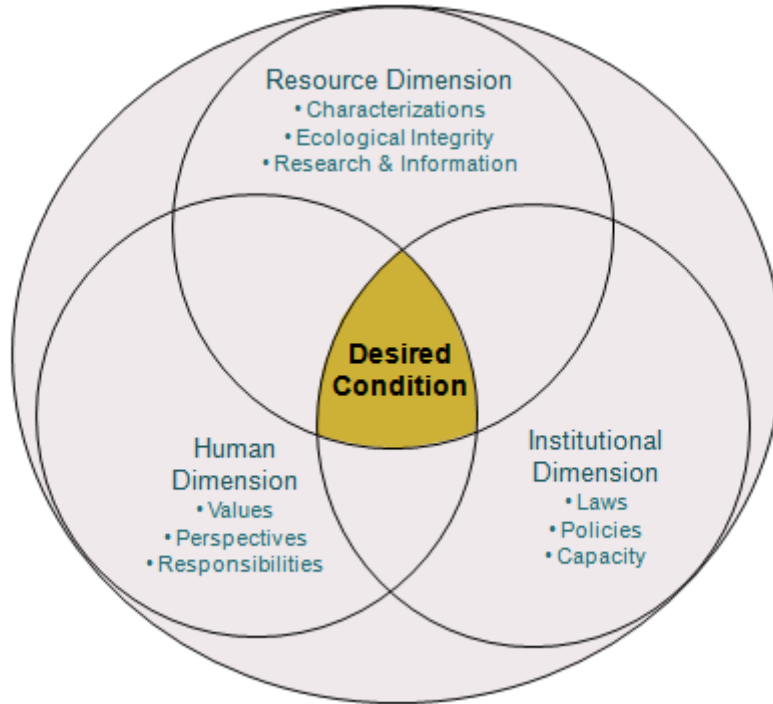 Resource Dimension
• Characterizations
• Ecological Integrity
• Research & Information
Desired
Condition
Human
Dimension
• Values
• Perspectives
• Responsibilities
Institutional
Dimension
• Laws
• Policies
• Capacity